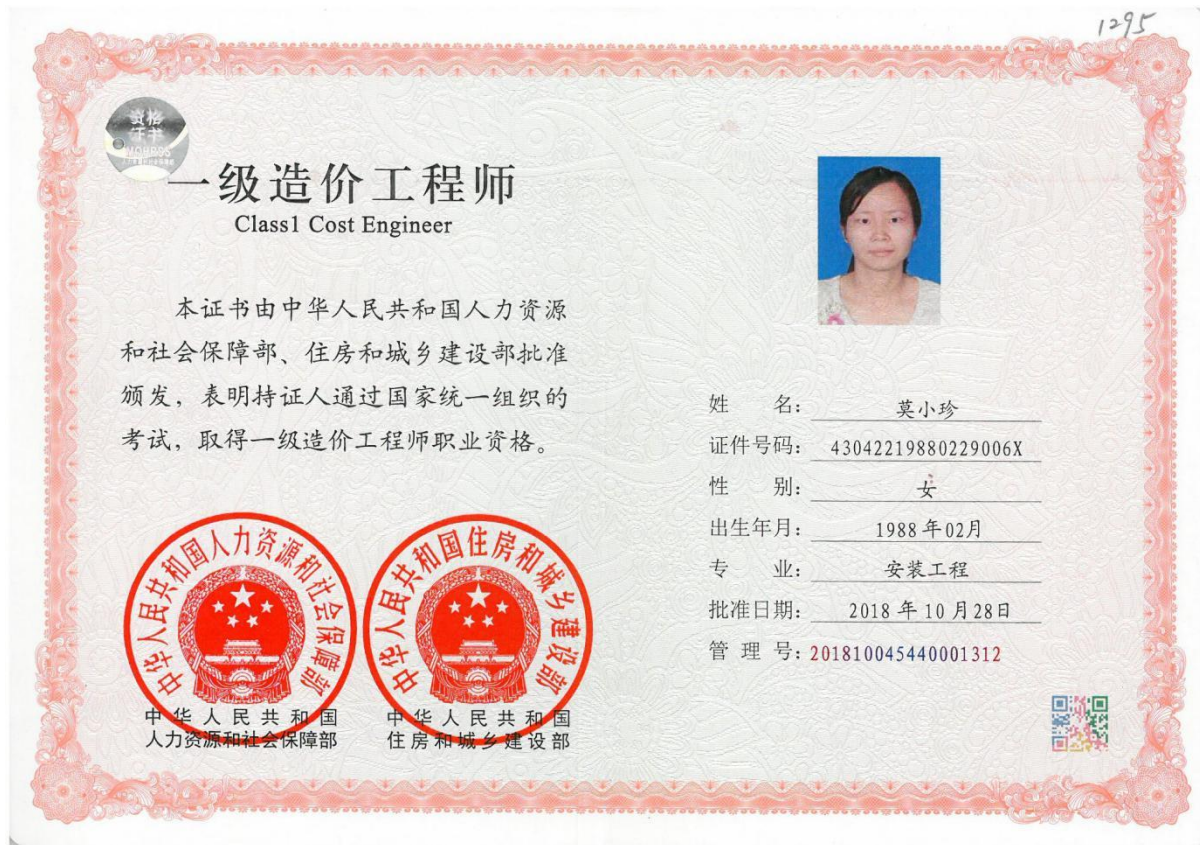 1295
资格
证书
MOHRSS
一级造价工程师
Class1 Cost Engineer
本证书由中华人民共和国人力资源
和社会保障部、住房和城乡建设部批准
颁发，表明持证人通过国家统一组织的
考试，取得一级造价工程师职业资格。
中华人民共和国人力资源和社会保障部
中华人民共和国住房和城乡建设部
中华人民共和国
人力资源和社会保障部
中华人民共和国
住房和城乡建设部
姓 名：莫小珍
证件号码：43042219880229006X
性 别：女
出生年月：1988年02月
专 业：安装工程
批准日期：2018年10月28日
管 理 号：201810045440001312